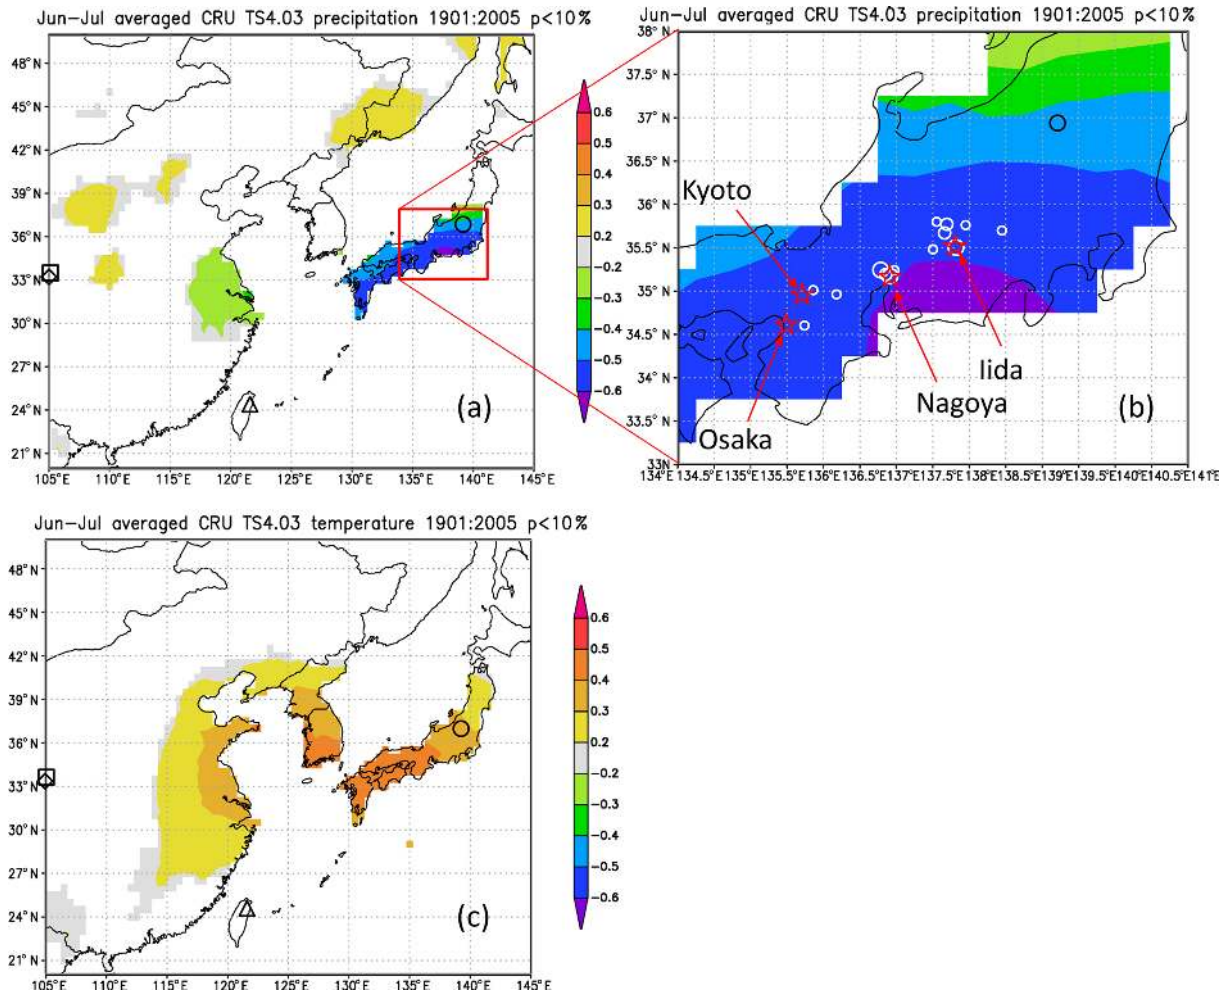 Jun-Jul averaged CRU TS4.03 precipitation 1901:2005 p<10%
48°N
45°N
42°N
39°N
36°N
33°N
30°N
27°N
24°N
21°N
105°E 110°E 115°E 120°E 125°E 130°E 135°E 140°E 145°E
(a)
0.6
0.5
0.4
0.3
0.2
-0.2
-0.3
-0.4
-0.5
-0.6
Jun-Jul averaged CRU TS4.03 precipitation 1901:2005 p<10%
38°N
37.5°N
37°N
36.5°N
36°N
35.5°N
35°N
34.5°N
34°N
33.5°N
33N
134°E 134.5°E 135°E 135.5°E 136°E 136.5°E 137°E 137.5°E 138°E 138.5°E 139°E 139.5°E 140°E 140.5°E 141°E
Kyoto
Iida
Nagoya
Osaka
(b)
Jun-Jul averaged CRU TS4.03 temperature 1901:2005 p<10%
48°N
45°N
42°N
39°N
36°N
33°N
30°N
27°N
24°N
21°N
105°E 110°E 115°E 120°E 125°E 130°E 135°E 140°E 145°E
(c)
0.6
0.5
0.4
0.3
0.2
-0.2
-0.3
-0.4
-0.5
-0.6